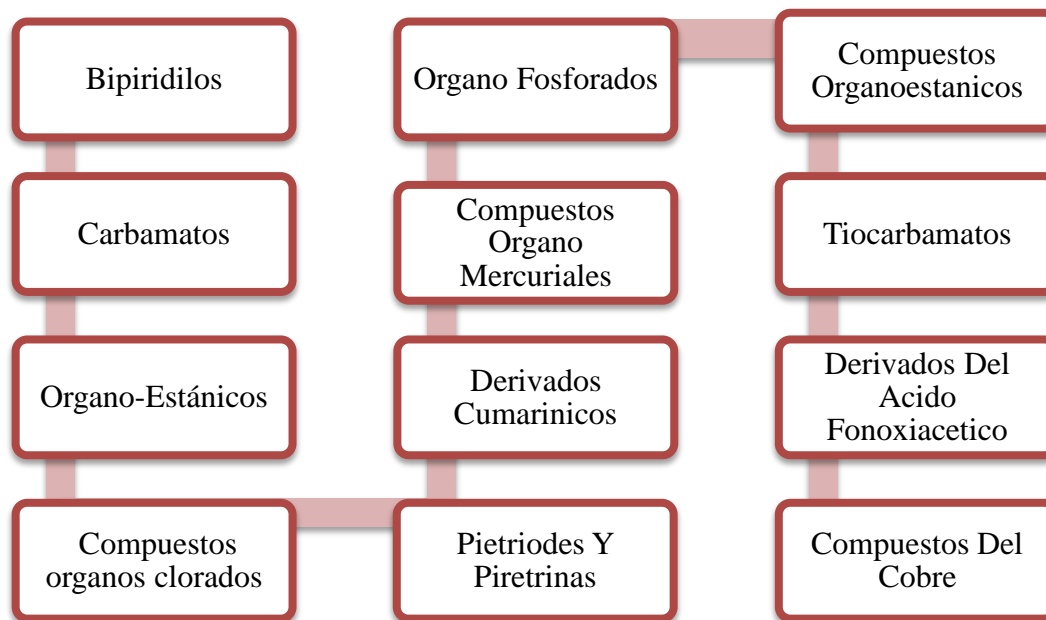 Bipiridilos
Carbamatos
Organo-Estánicos
Compuestos
organos clorados
Pietriodes Y
Piretrinas
Derivados
Cumarinicos
Compuestos
Organo
Mercuriales
Organo Fosforados
Compuestos
Organoestanicos
Tiocarbamatos
Derivados Del
Acido
Fonoxiacetico
Compuestos Del
Cobre